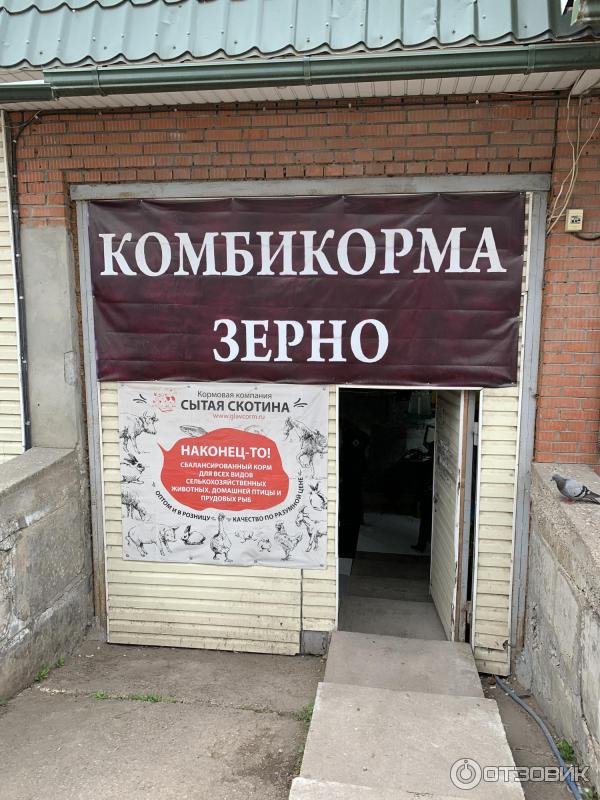 КОМБИКОРМА
ЗЕРНО
Кормовая компания
СЫТАЯ СКОТИНА
www.glavcorm.ru
НАКОНЕЦ-ТО!
СБАЛАНСИРОВАННЫЙ КОРМ
ДЛЯ ВСЕХ ВИДОВ
СЕЛЬСКОХОЗЯЙСТВЕННЫХ
ЖИВОТНЫХ, ДОМАШНЕЙ ПТИЦЫ И
ПРУДОВЫХ РЫБ
ОПТОМ И В РОЗНИЦУ КАЧЕСТВО ПО РАЗУМНОЙ ЦЕНЕ
ОТЗОВИК